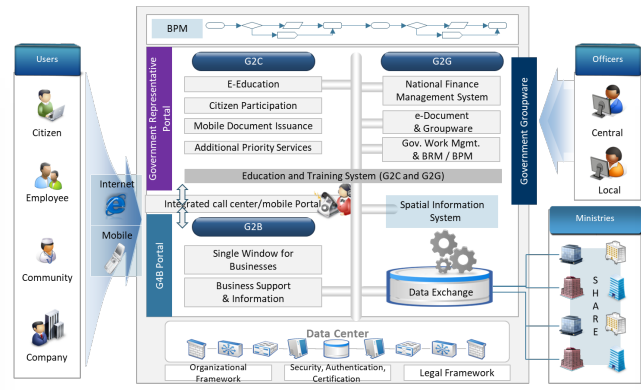 BPM
Users
Citizen
Employee
Community
Company
Internet
Mobile
Government Representative
Portal
G4B Portal
G2C
E-Education
Citizen Participation
Mobile Document Issuance
Additional Priority Services
G2G
National Finance
Management System
e-Document
& Groupware
Gov. Work Mgmt.
& BRM / BPM
Education and Training System (G2C and G2G)
Integrated call center/mobile Portal
Spatial Information
System
G2B
Single Window for
Businesses
Business Support
& Information
Data Exchange
Data Center
Organizational
Framework
Security, Authentication,
Certification
Legal Framework
Government Groupware
Officers
Central
Local
Ministries
SHARE